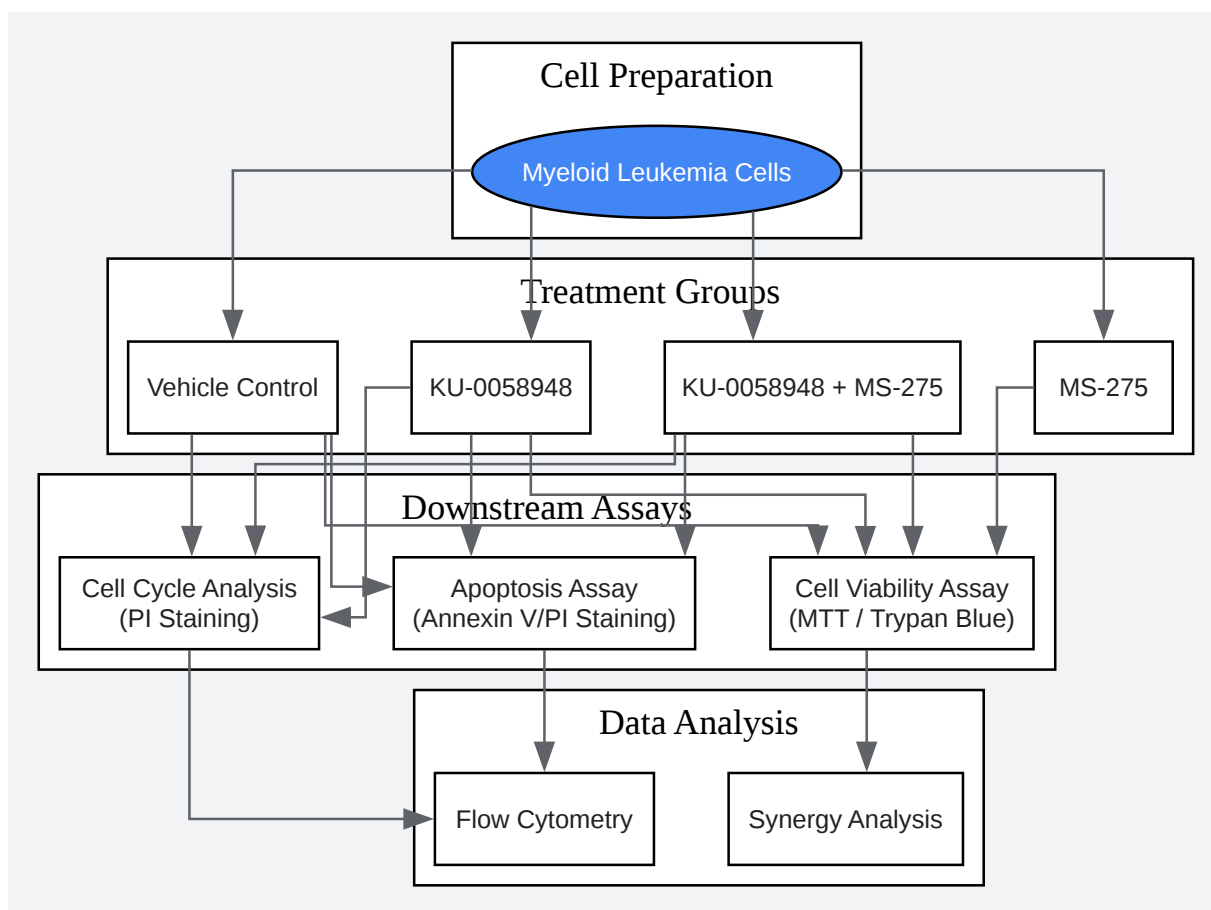 Cell Preparation
Myeloid Leukemia Cells
Treatment Groups
Vehicle Control
KU-0058948
KU-0058948 + MS-275
MS-275
Downstream Assays
Cell Cycle Analysis
(PI Staining)
Apoptosis Assay
(Annexin V/PI Staining)
Cell Viability Assay
(MTT / Trypan Blue)
Data Analysis
Flow Cytometry
Synergy Analysis